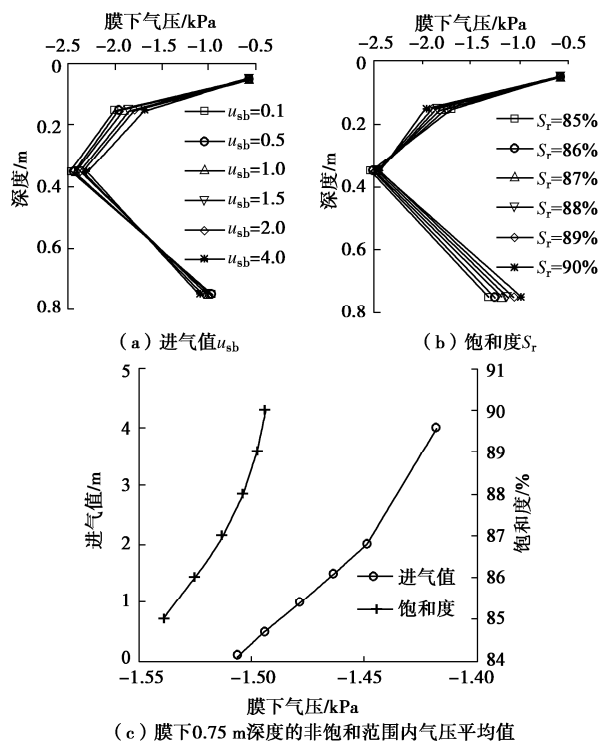 膜下气压/kPa
−2.5 −2.0 −1.5 −1.0 −0.5
0
0.2
0.4
0.6
0.8
深度/m
usb=0.1
usb=0.5
usb=1.0
usb=1.5
usb=2.0
usb=4.0
(a)进气值usb
膜下气压/kPa
−2.5 −2.0 −1.5 −1.0 −0.5
0
0.2
0.4
0.6
0.8
深度/m
Sr=85%
Sr=86%
Sr=87%
Sr=88%
Sr=89%
Sr=90%
(b)饱和度Sr
5
4
3
2
1
0
进气值/m
91
90
89
88
87
86
85
84
饱和度/%
进气值
饱和度
−1.55 −1.50 −1.45 −1.40
膜下气压/kPa
(c)膜下0.75 m深度的非饱和范围内气压平均值